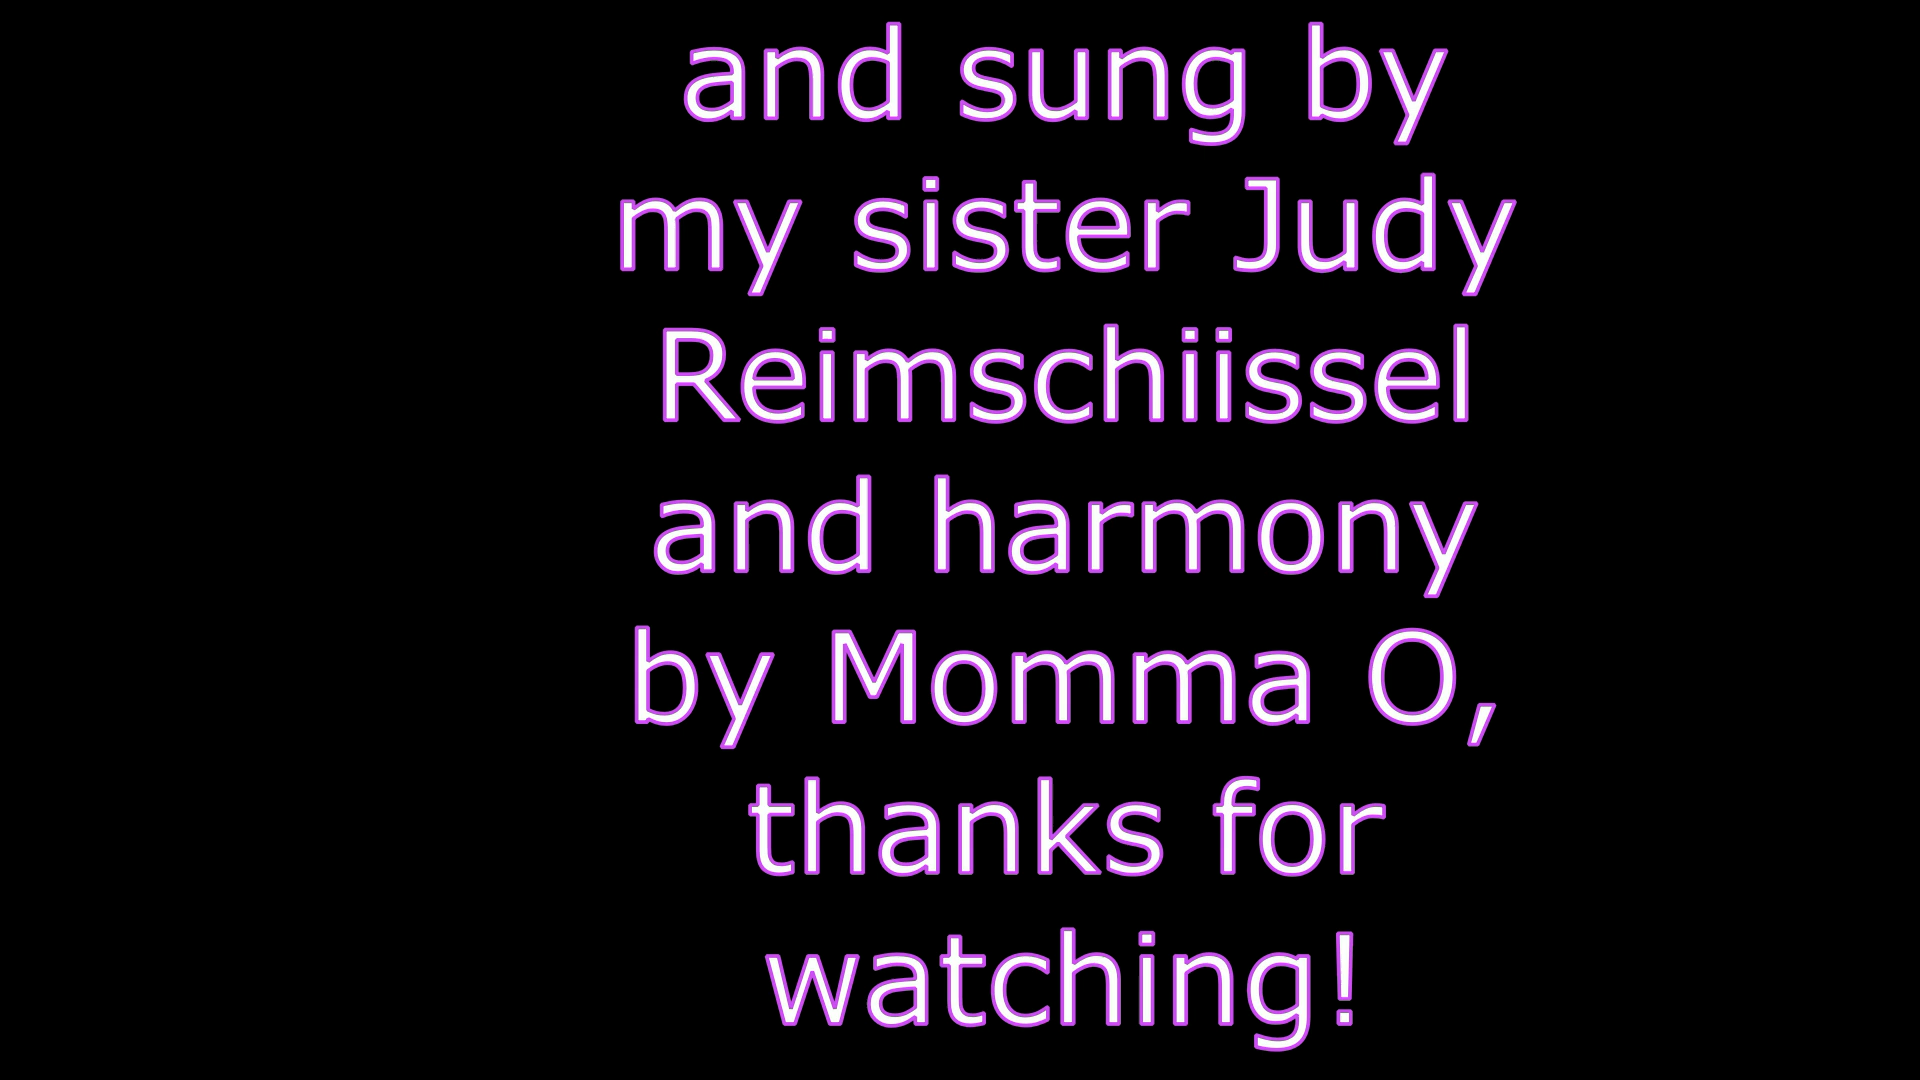 and sung by
my sister Judy
Reimschiissel
and harmony
by Momma O,
thanks for
watching!